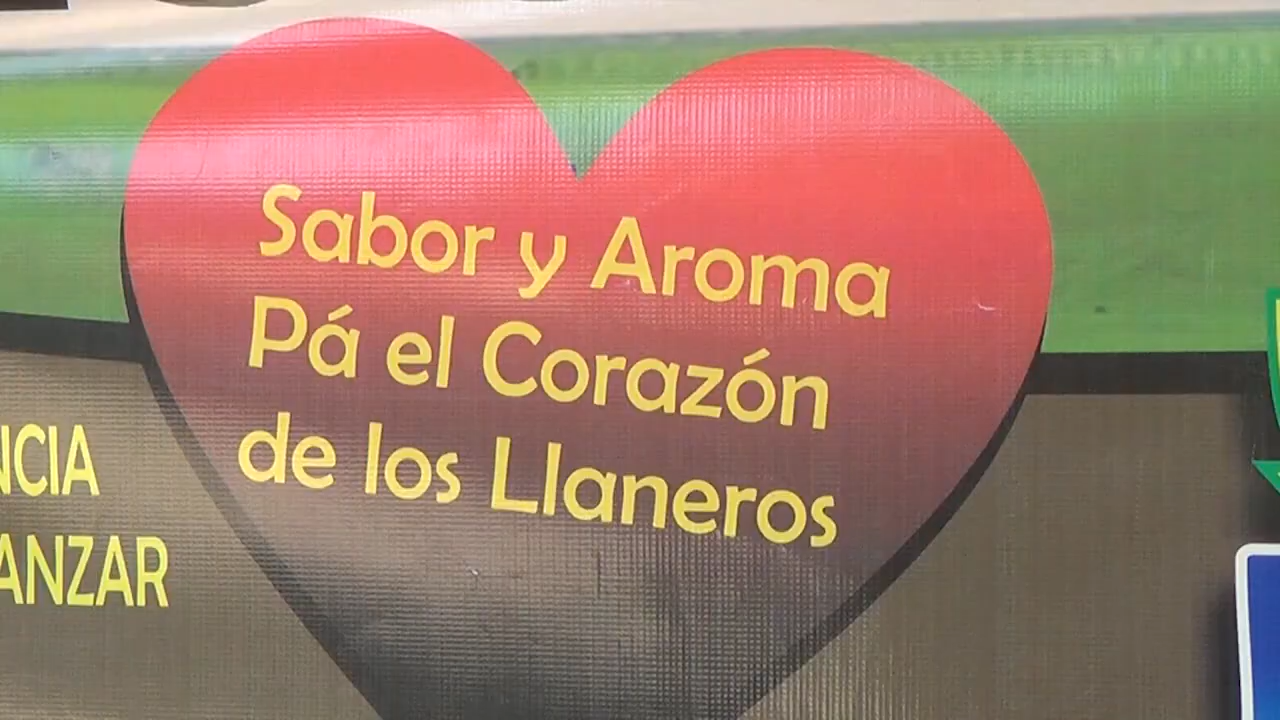 Sabor y Aroma
Pá el Corazón
de los Llaneros
NCIA
ANZAR